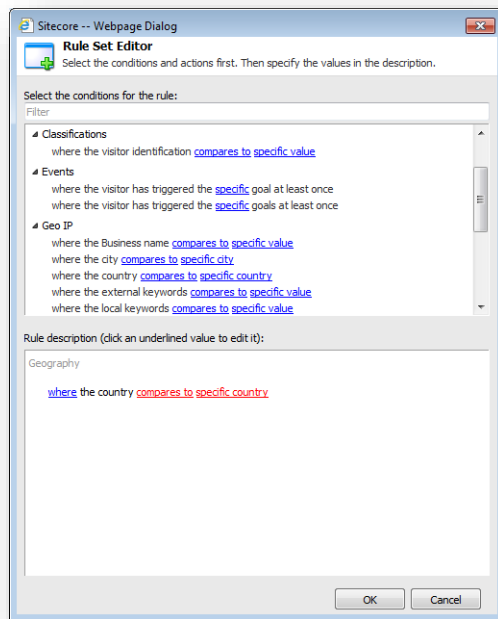 Sitecore -- Webpage Dialog
Rule Set Editor
Select the conditions and actions first. Then specify the values in the description.
Select the conditions for the rule:
Filter
Classifications
where the visitor identification compares to specific value
Events
where the visitor has triggered the specific goal at least once
where the visitor has triggered the specific goals at least once
Geo IP
where the Business name compares to specific value
where the city compares to specific city
where the country compares to specific country
where the external keywords compares to specific value
where the local keywords compares to specific value
Rule description (click an underlined value to edit it):
Geography
where the country compares to specific country
OK Cancel